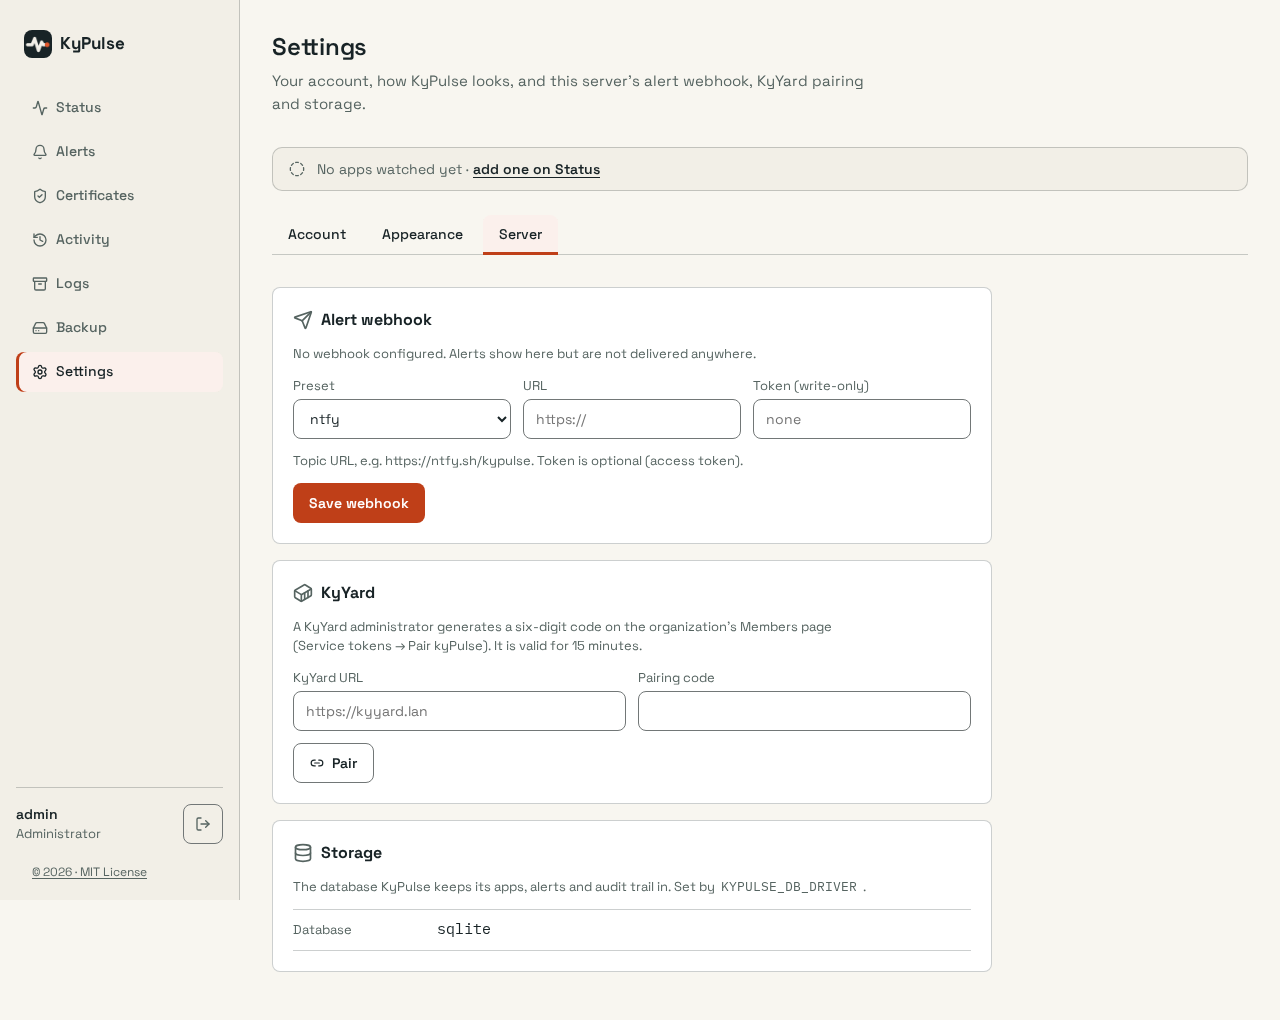 KyPulse
Status
Alerts
Certificates
Activity
Logs
Backup
Settings
admin
Administrator
© 2026 · MIT License
Settings
Your account, how KyPulse looks, and this server's alert webhook, KyYard pairing
and storage.
No apps watched yet · add one on Status
Account Appearance Server
Alert webhook
No webhook configured. Alerts show here but are not delivered anywhere.
Preset URL Token (write-only)
ntfy https:// none
Topic URL, e.g. https://ntfy.sh/kypulse. Token is optional (access token).
Save webhook
KyYard
A KyYard administrator generates a six-digit code on the organization's Members page
(Service tokens → Pair kyPulse). It is valid for 15 minutes.
KyYard URL Pairing code
https://kyyard.lan
Pair
Storage
The database KyPulse keeps its apps, alerts and audit trail in. Set by KYPULSE_DB_DRIVER .
Database sqlite